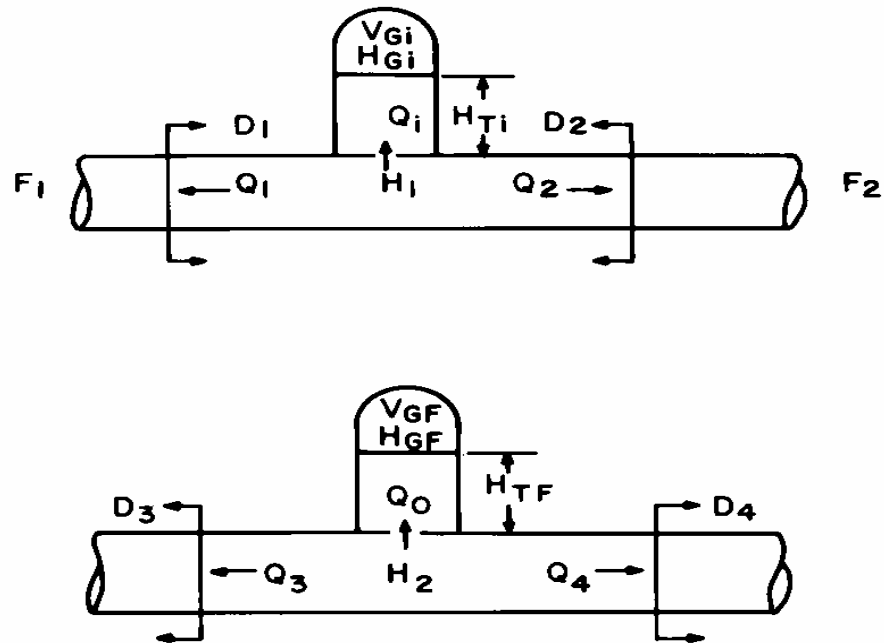 VGi
HGi
D1 Qi HTi D2
F1 Q1 H1 Q2 F2
VGF
HGF
D3 QO HTF D4
Q3 H2 Q4